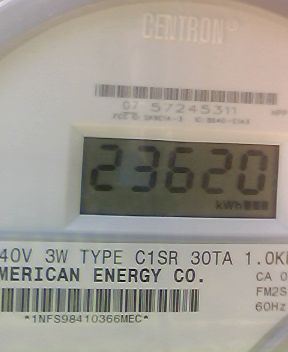 CENTRON®
07 57245311
23620
kWh
40V 3W TYPE C1SR 30TA 1.0K
MERICAN ENERGY CO.
CA 0
FM2S
60Hz
*1NFS98410366MEC*